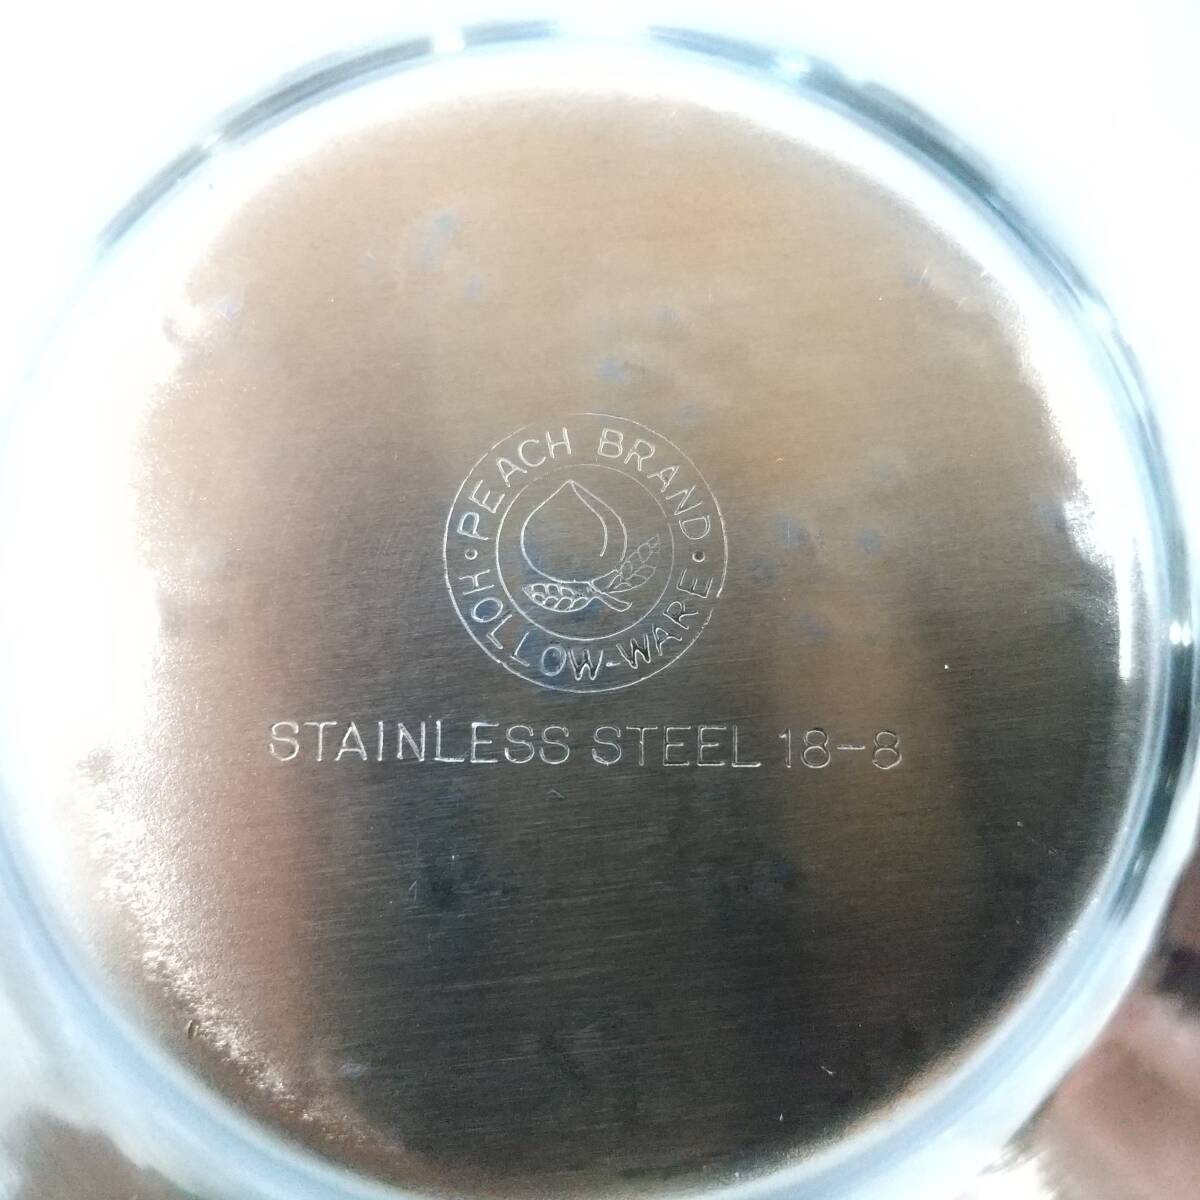 · PEACH BRAND ·
HOLLOW-WARE
STAINLESS STEEL 18-8